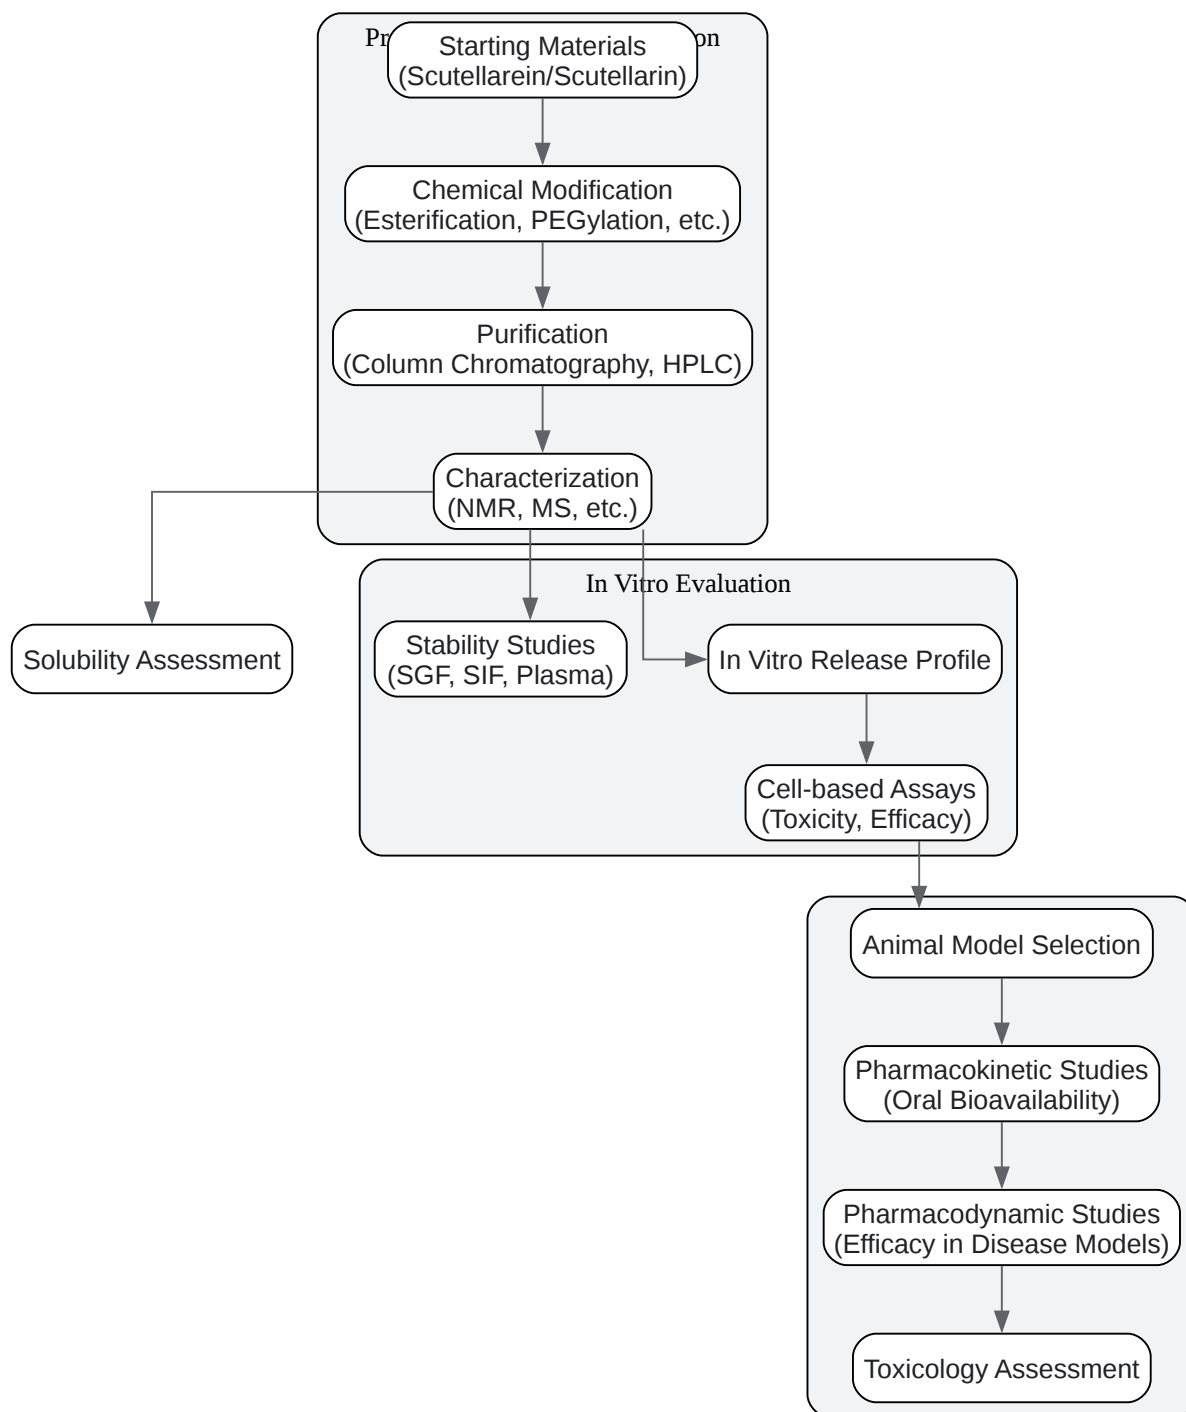 Starting Materials
(Scutellarein/Scutellarin)
Chemical Modification
(Esterification, PEGylation, etc.)
Purification
(Column Chromatography, HPLC)
Characterization
(NMR, MS, etc.)
In Vitro Evaluation
Solubility Assessment
Stability Studies
(SGF, SIF, Plasma)
In Vitro Release Profile
Cell-based Assays
(Toxicity, Efficacy)
Animal Model Selection
Pharmacokinetic Studies
(Oral Bioavailability)
Pharmacodynamic Studies
(Efficacy in Disease Models)
Toxicology Assessment